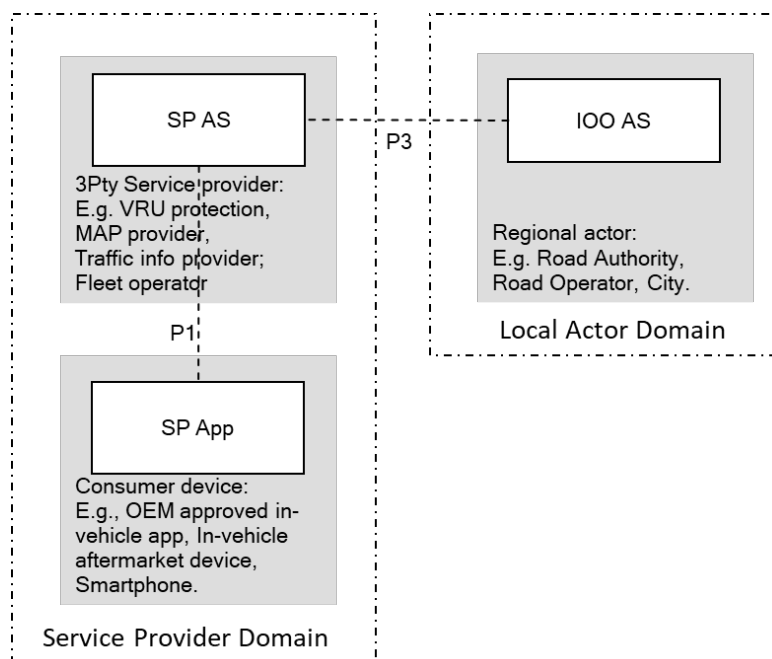 SP AS
P3
IOO AS
3Pty Service provider:
E.g. VRU protection,
MAP provider,
Traffic info provider;
Fleet operator
Regional actor:
E.g. Road Authority,
Road Operator, City.
Local Actor Domain
P1
SP App
Consumer device:
E.g., OEM approved in-
vehicle app, In-vehicle
aftermarket device,
Smartphone.
Service Provider Domain